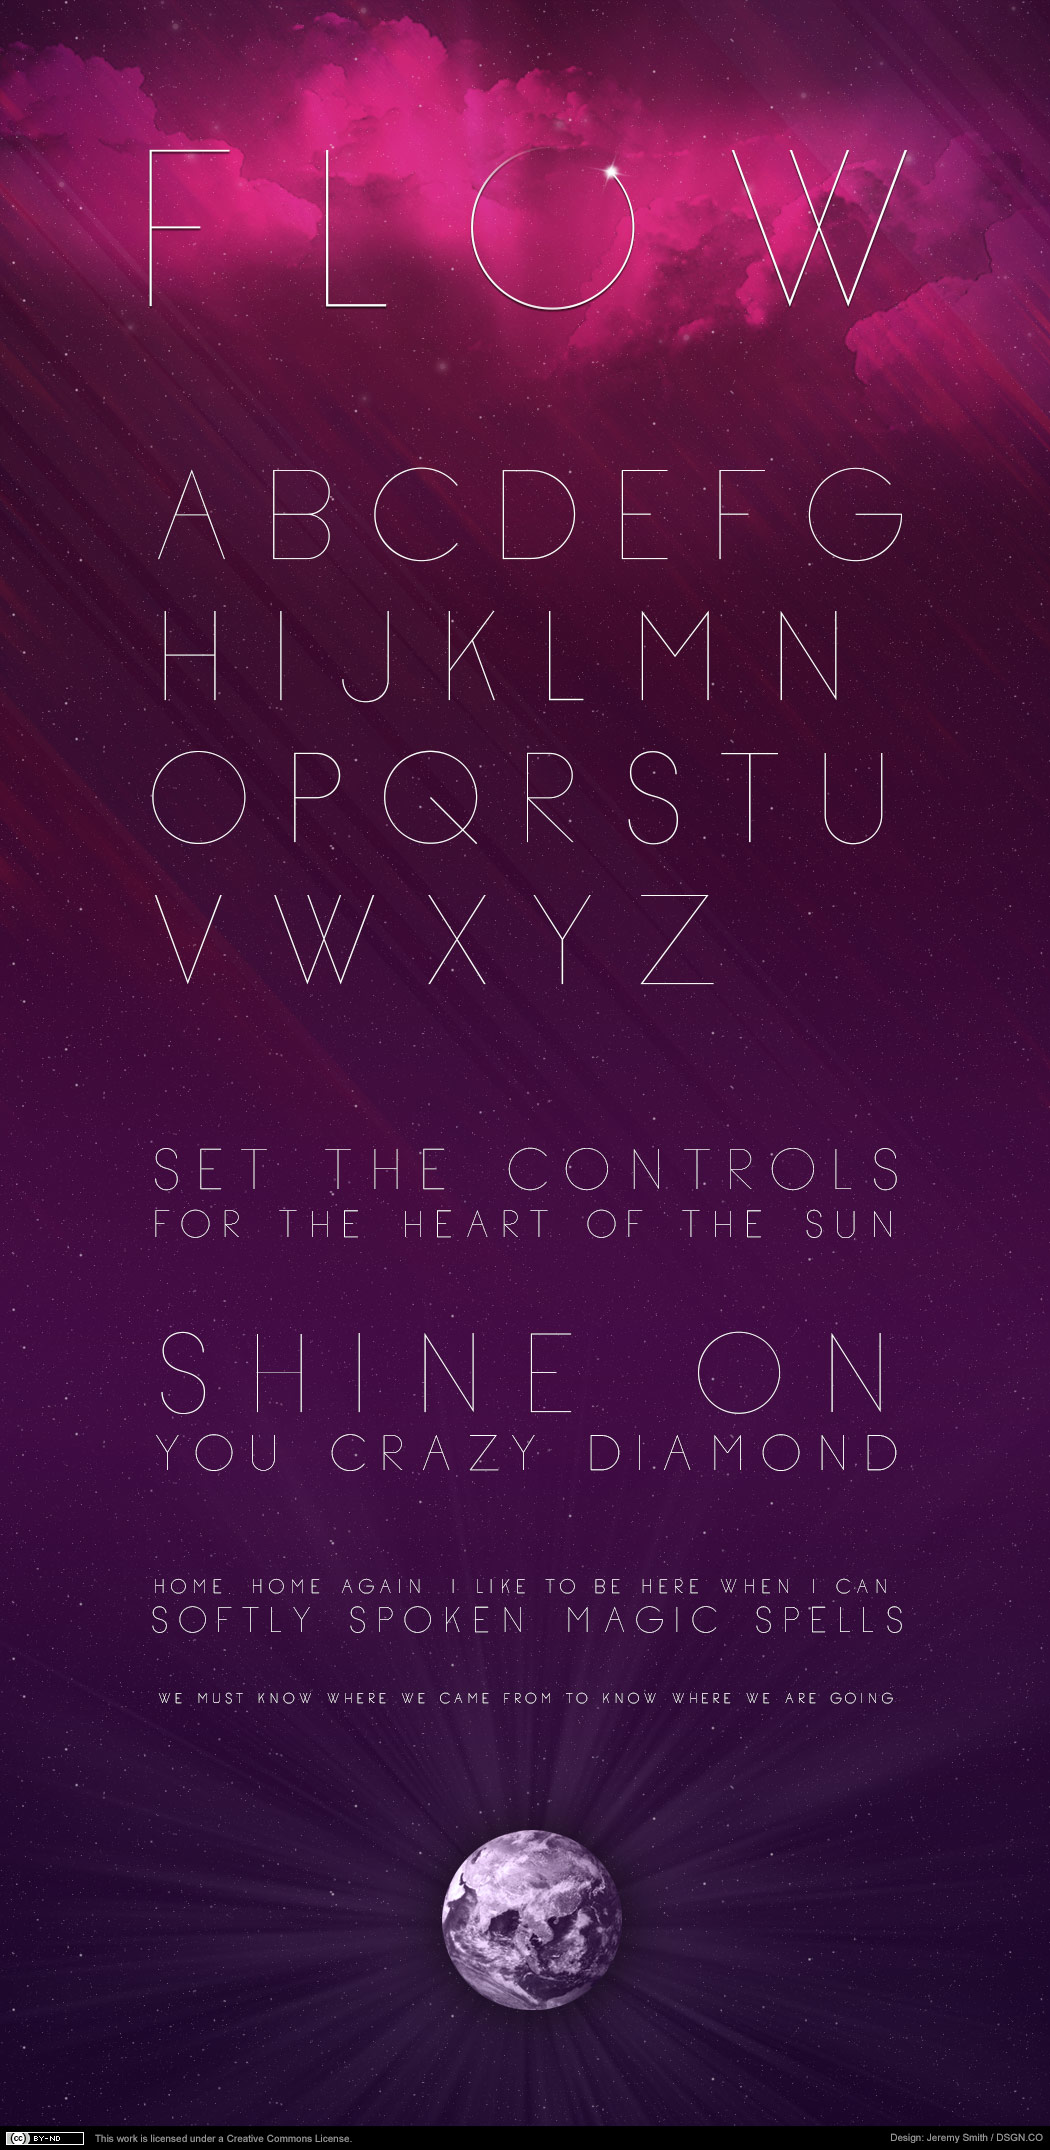 FLOW
ABCDEFG
HIJKLMN
OPQRSTU
VWXYZ
SET THE CONTROLS
FOR THE HEART OF THE SUN
SHINE ON
YOU CRAZY DIAMOND
HOME. HOME AGAIN. I LIKE TO BE HERE WHEN I CAN.
SOFTLY SPOKEN MAGIC SPELLS
WE MUST KNOW WHERE WE CAME FROM TO KNOW WHERE WE ARE GOING
(cc) BY-ND This work is licensed under a Creative Commons License. Design: Jeremy Smith / DSGN.CO